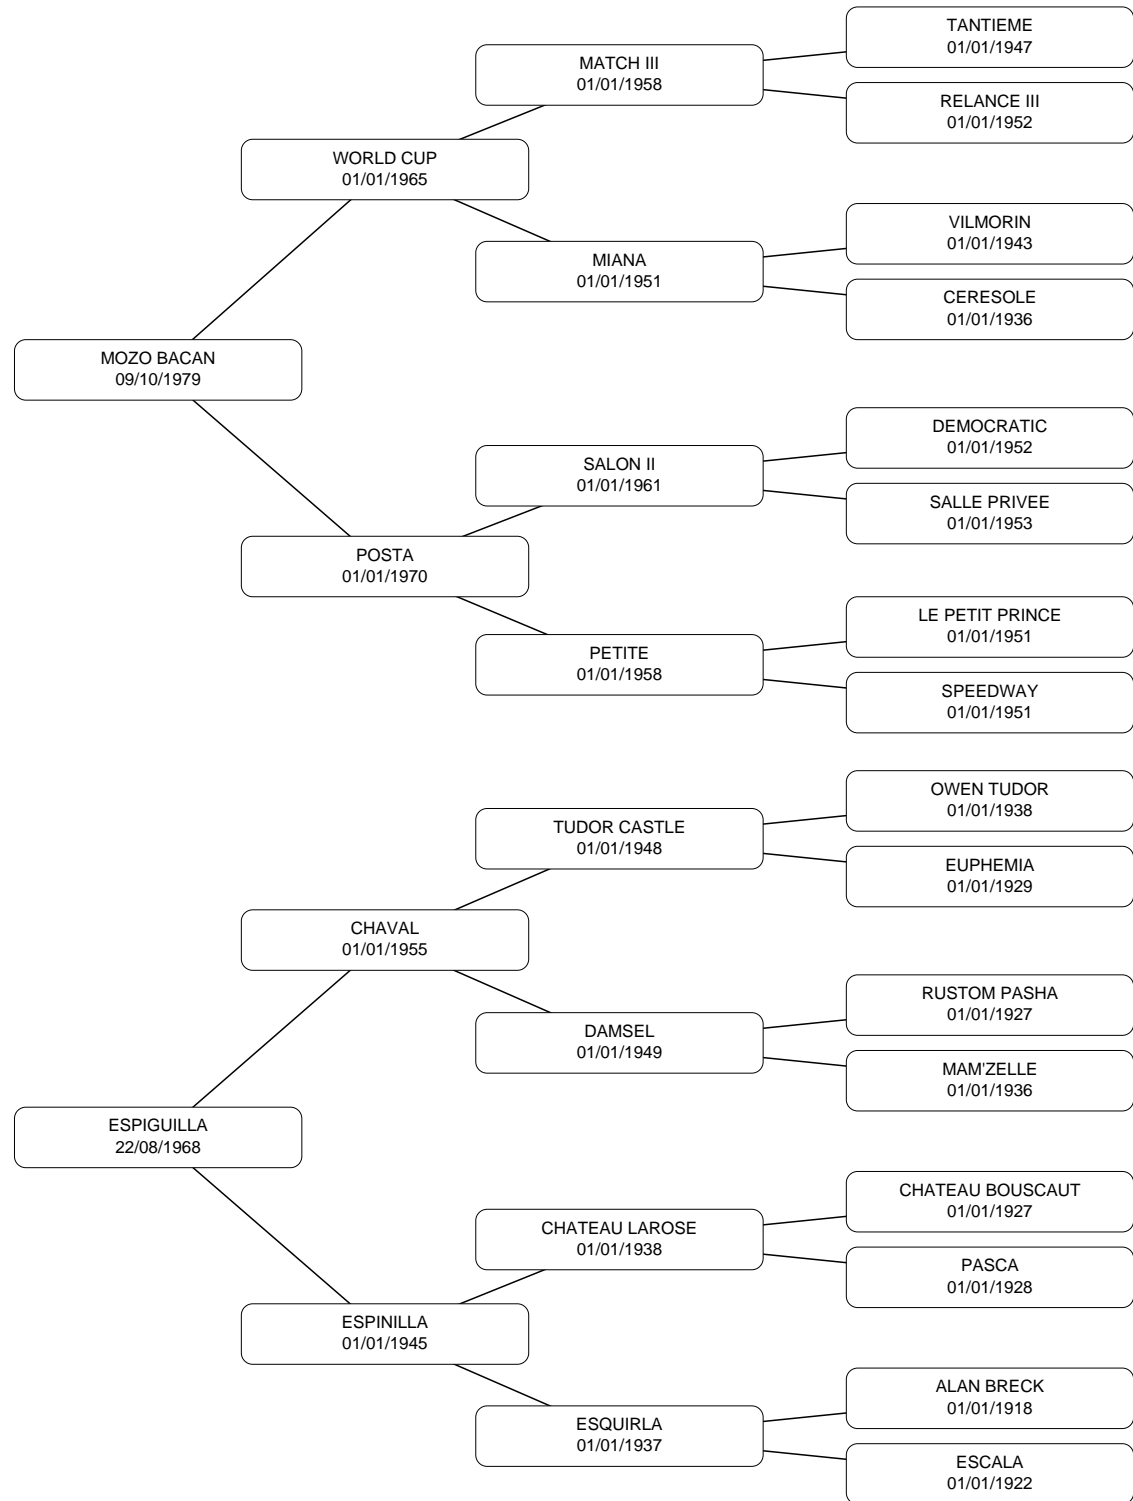 TANTIEME
01/01/1947
MATCH III
01/01/1958
RELANCE III
01/01/1952
WORLD CUP
01/01/1965
VILMORIN
01/01/1943
MIANA
01/01/1951
CERESOLE
01/01/1936
MOZO BACAN
09/10/1979
DEMOCRATIC
01/01/1952
SALON II
01/01/1961
SALLE PRIVEE
01/01/1953
POSTA
01/01/1970
LE PETIT PRINCE
01/01/1951
PETITE
01/01/1958
SPEEDWAY
01/01/1951
OWEN TUDOR
01/01/1938
TUDOR CASTLE
01/01/1948
EUPHEMIA
01/01/1929
CHAVAL
01/01/1955
RUSTOM PASHA
01/01/1927
DAMSEL
01/01/1949
MAM'ZELLE
01/01/1936
ESPIGUILLA
22/08/1968
CHATEAU BOUSCAUT
01/01/1927
CHATEAU LAROSE
01/01/1938
PASCA
01/01/1928
ESPINILLA
01/01/1945
ALAN BRECK
01/01/1918
ESQUIRLA
01/01/1937
ESCALA
01/01/1922